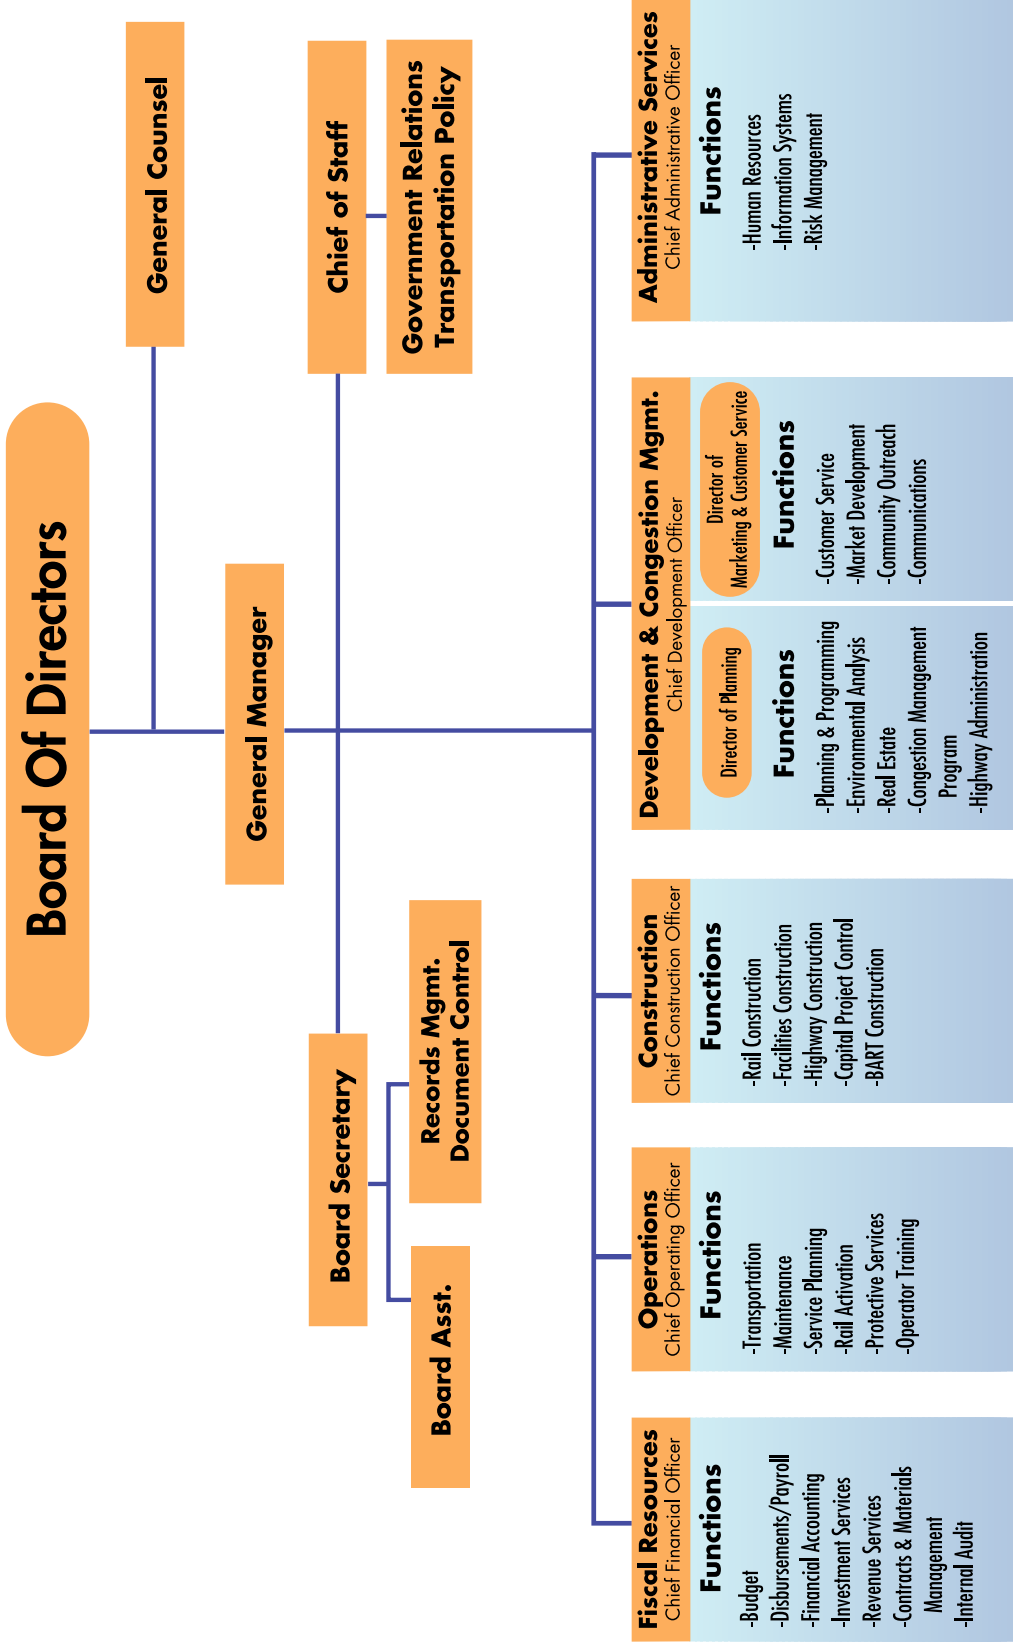 Board Of Directors
General Counsel
General Manager
Board Secretary
Chief of Staff
Board Asst.
Records Mgmt.
Document Control
Government Relations
Transportation Policy
Fiscal Resources
Chief Financial Officer
Functions
-Budget
-Disbursements/Payroll
-Financial Accounting
-Investment Services
-Revenue Services
-Contracts & Materials
Management
-Internal Audit
Operations
Chief Operating Officer
Functions
-Transportation
-Maintenance
-Service Planning
-Rail Activation
-Protective Services
-Operator Training
Construction
Chief Construction Officer
Functions
-Rail Construction
-Facilities Construction
-Highway Construction
-Capital Project Control
-BART Construction
Development & Congestion Mgmt.
Chief Development Officer
Director of Planning
Functions
-Planning & Programming
-Environmental Analysis
-Real Estate
-Congestion Management
Program
-Highway Administration
Director of
Marketing & Customer Service
Functions
-Customer Service
-Market Development
-Community Outreach
-Communications
Administrative Services
Chief Administrative Officer
Functions
-Human Resources
-Information Systems
-Risk Management